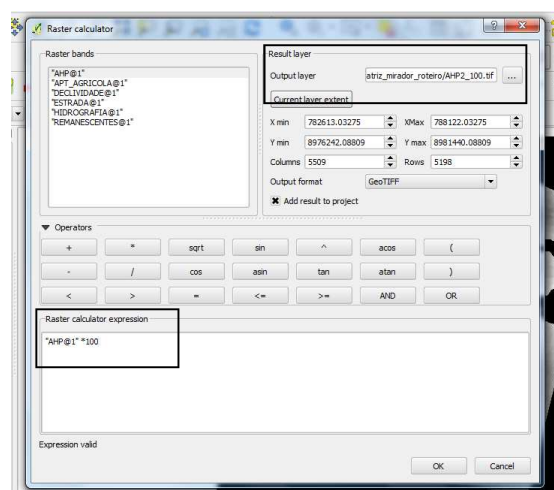 Raster calculator
Raster bands
"AHP@1"
"APT_AGRICOLA@1"
"DECLIVIDADE@1"
"ESTRADA@1"
"HIDROGRAFIA@1"
"REMANESCENTES@1"
Result layer
Output layer atriz_mirador_roteiro/AHP2_100.tif ...
Current layer extent
X min 782613.03275 XMax 788122.03275
Y min 8976242.08809 Y max 8981440.08809
Columns 5509 Rows 5198
Output format GeoTIFF
Add result to project
Operators
+ * sqrt sin ^ acos (
- / cos asin tan atan )
< > = <= >= AND OR
Raster calculator expression
"AHP@1" *100
Expression valid
OK Cancel